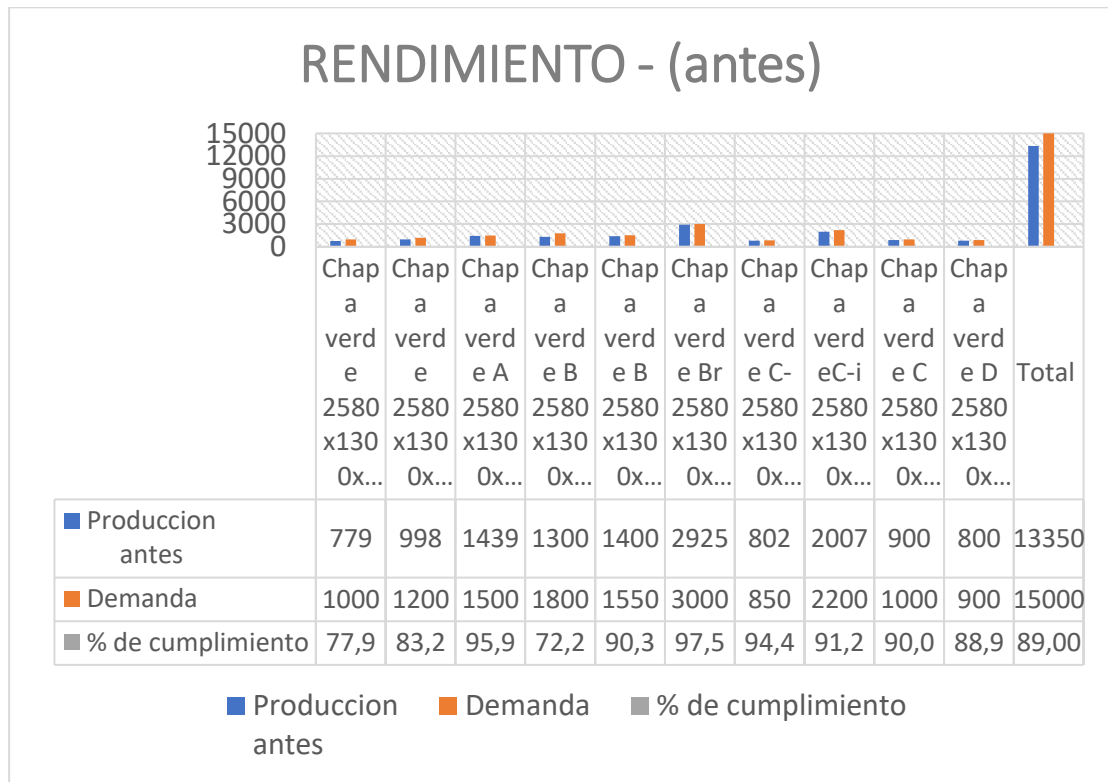 RENDIMIENTO - (antes)
15000
12000
9000
6000
3000
0
Chap
a
verd
e
2580
x130
0x...
Chap
a
verd
e
2580
x130
0x...
Chap
a
verd
e A
2580
x130
0x...
Chap
a
verd
e B
2580
x130
0x...
Chap
a
verd
e B
2580
x130
0x...
Chap
a
verd
e Br
2580
x130
0x...
Chap
a
verd
e C-
2580
x130
0x...
Chap
a
verd
eC-i
2580
x130
0x...
Chap
a
verd
e C
2580
x130
0x...
Chap
a
verd
e D
2580
x130
0x...
Total
Produccion
antes
779 998 1439 1300 1400 2925 802 2007 900 800 13350
Demanda 1000 1200 1500 1800 1550 3000 850 2200 1000 900 15000
% de cumplimiento 77,9 83,2 95,9 72,2 90,3 97,5 94,4 91,2 90,0 88,9 89,00
Produccion
antes
Demanda
% de cumplimiento